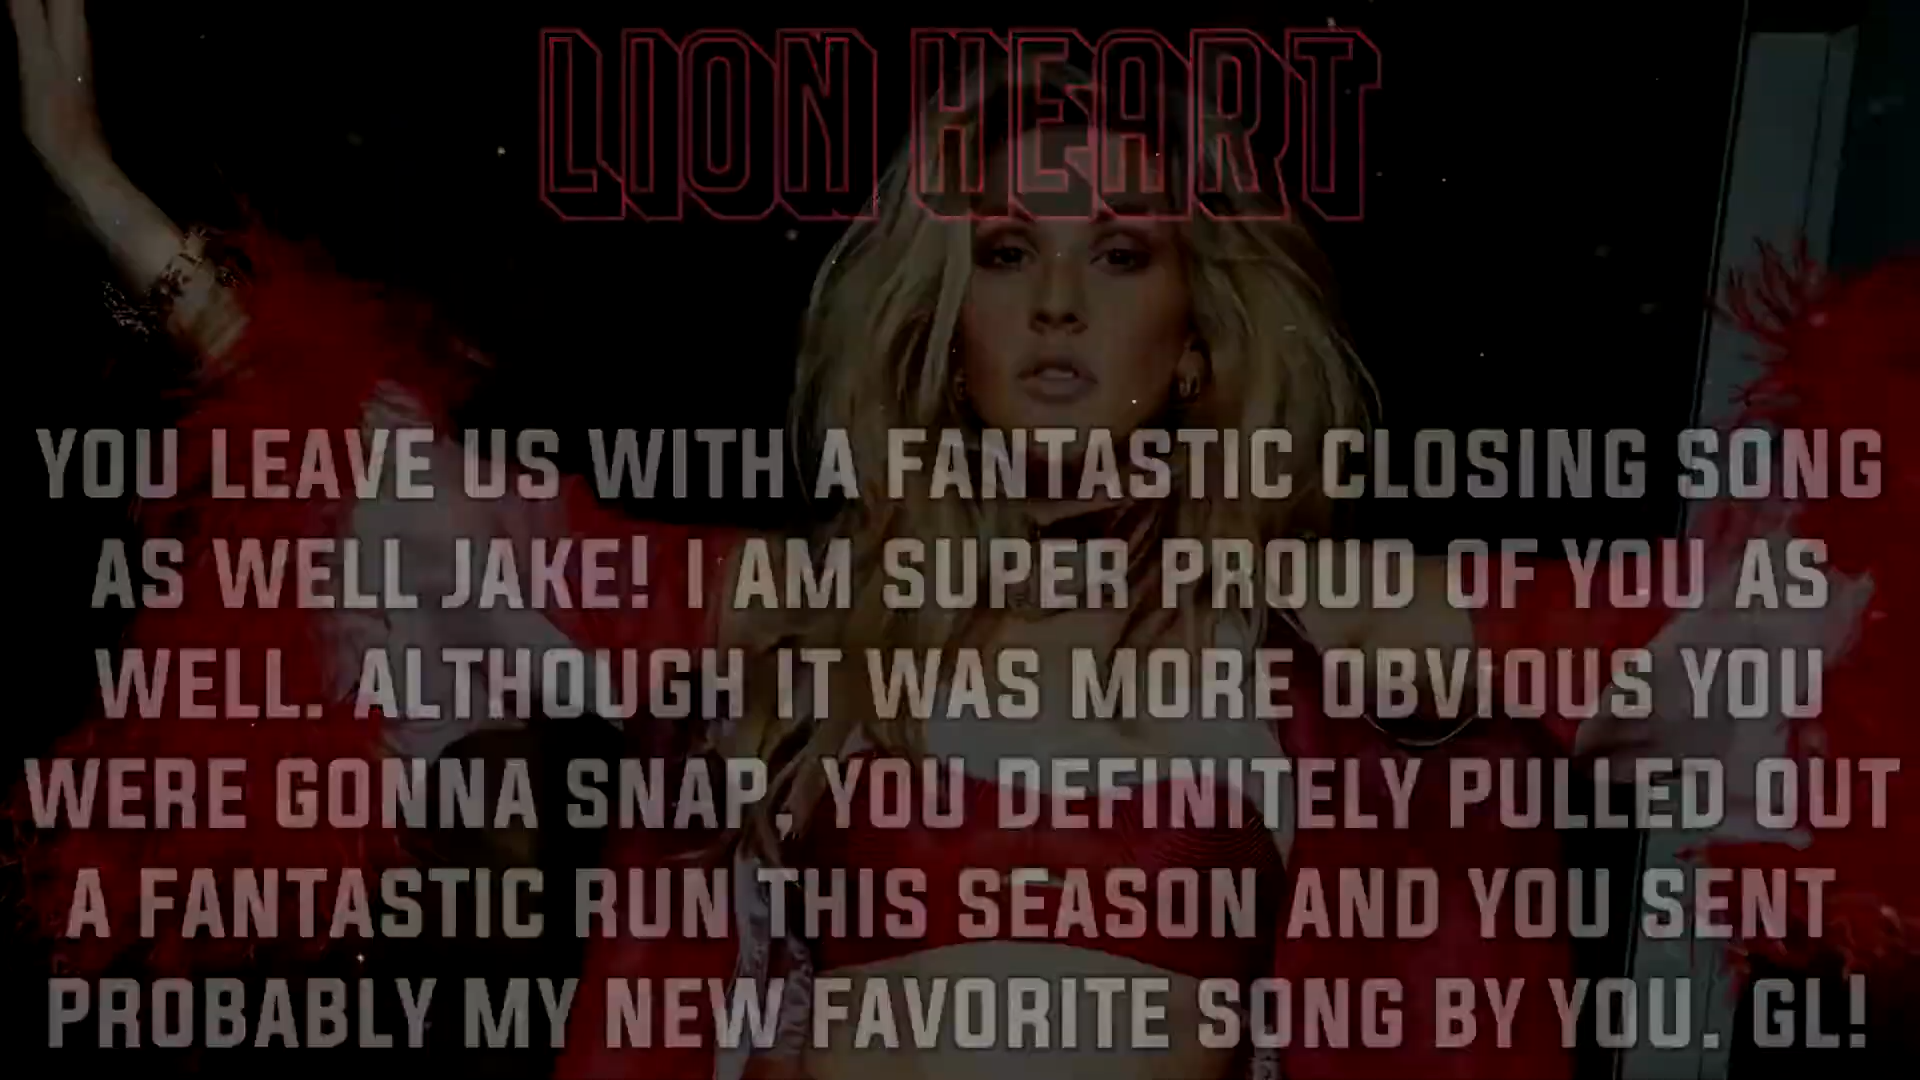 LION HEART
YOU LEAVE US WITH A FANTASTIC CLOSING SONG
AS WELL JAKE! I AM SUPER PROUD OF YOU AS
WELL. ALTHOUGH IT WAS MORE OBVIOUS YOU
WERE GONNA SNAP, YOU DEFINITELY PULLED OUT
A FANTASTIC RUN THIS SEASON AND YOU SENT
PROBABLY MY NEW FAVORITE SONG BY YOU. GL!